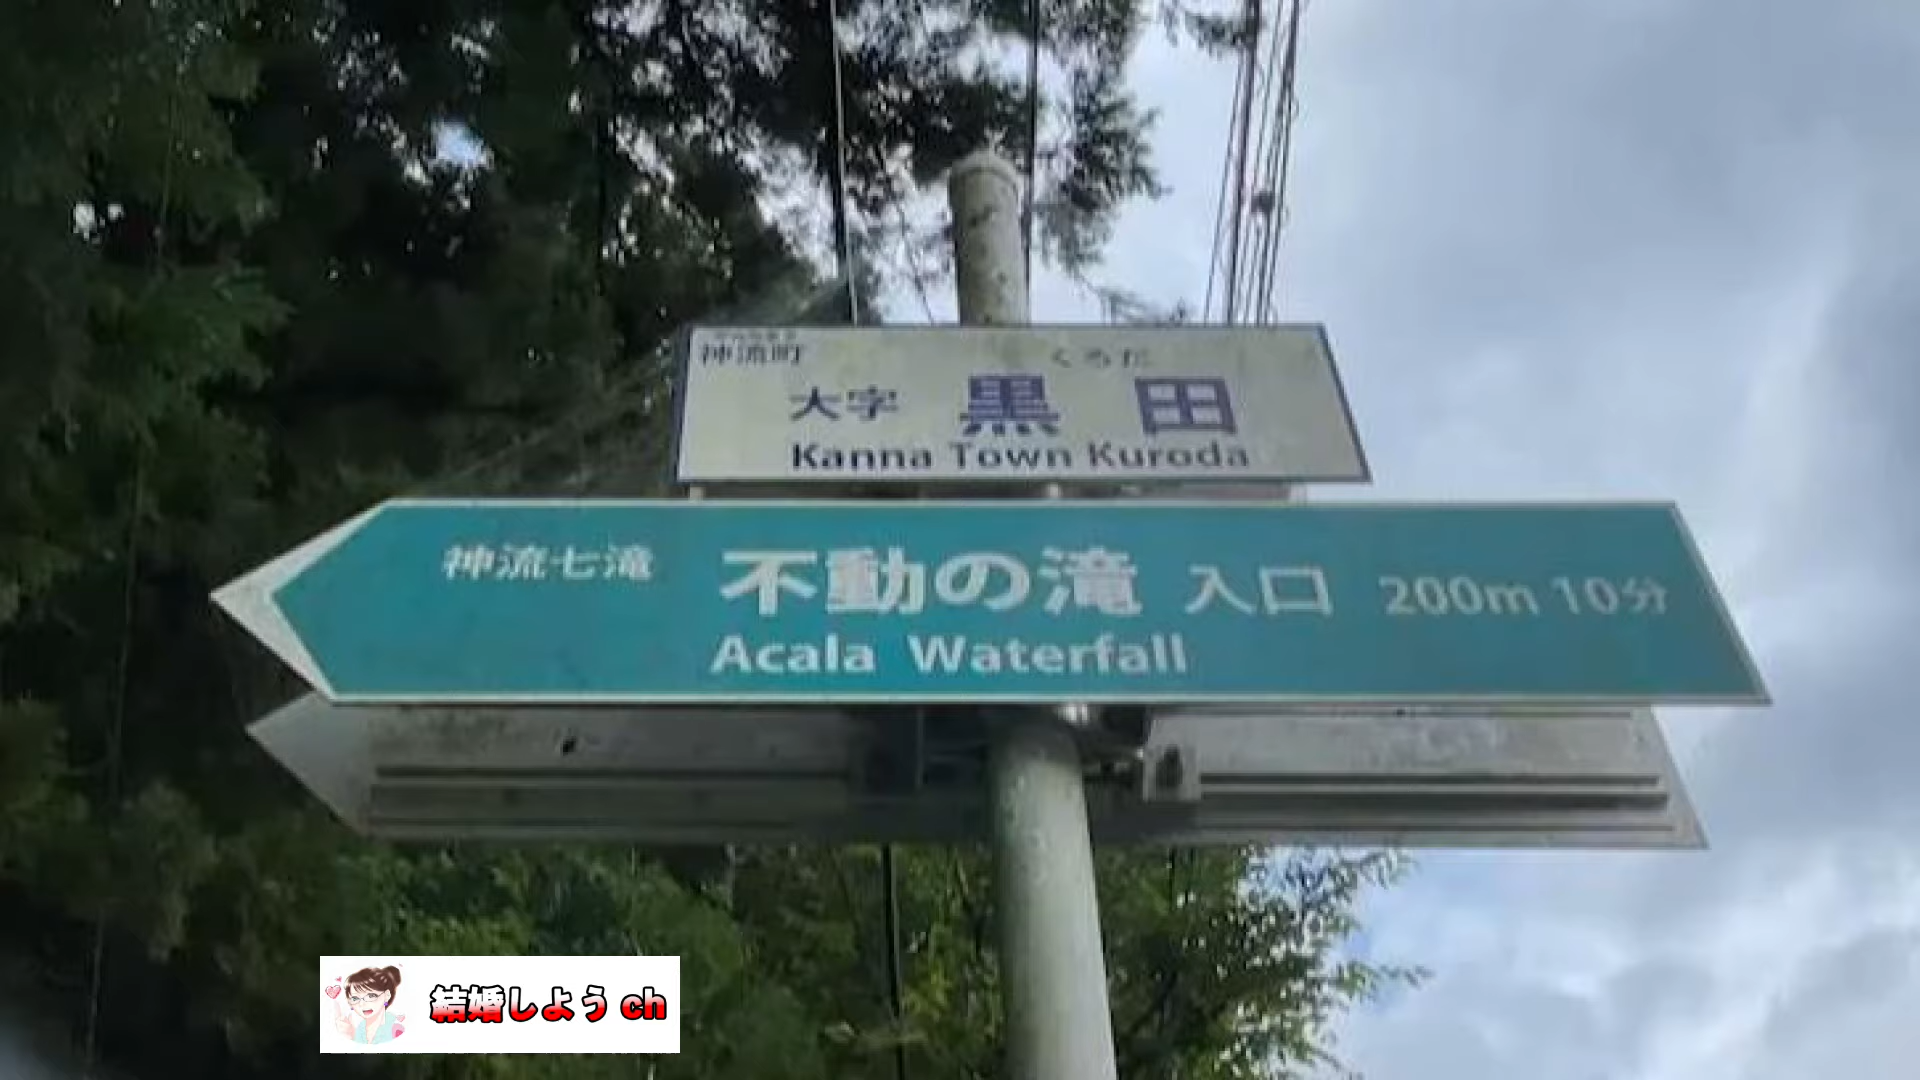 神流町
くろだ
大字 黒田
Kanna Town Kuroda
神流七滝 不動の滝 入口 200m 10分
Acala Waterfall
結婚しよう ch